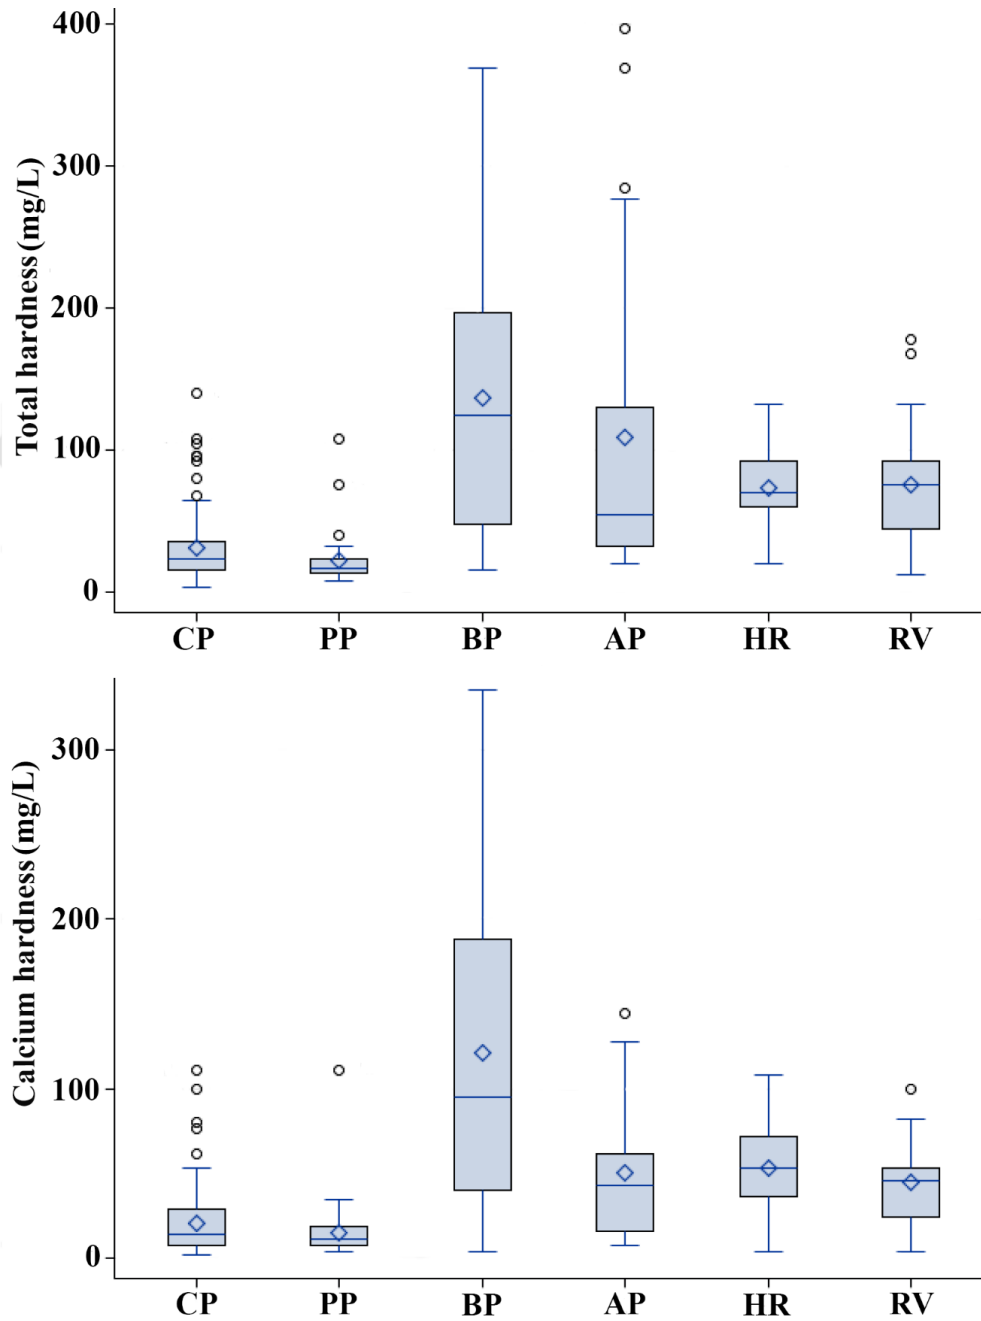 Total hardness(mg/L)
400
300
200
100
0
CP PP BP AP HR RV
Calcium hardness(mg/L)
300
200
100
0
CP PP BP AP HR RV